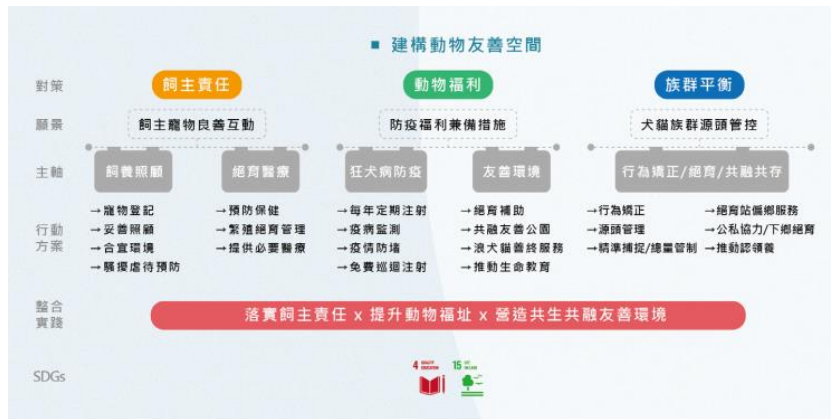 ■ 建構動物友善空間
對策
飼主責任
動物福利
族群平衡
願景
飼主寵物良善互動
防疫福利兼備措施
犬貓族群源頭管控
主軸
飼養照顧
絕育醫療
狂犬病防疫
友善環境
行為矯正/絕育/共融共存
行動
方案
→寵物登記
→妥善照顧
→合宜環境
→騷擾虐待預防
→預防保健
→繁殖絕育管理
→提供必要醫療
→每年定期注射
→疫病監測
→疫情防堵
→免費巡迴注射
→絕育補助
→共融友善公園
→浪犬貓善終服務
→推動生命教育
→行為矯正
→源頭管理
→精準捕捉/總量管制
→絕育站偏鄉服務
→公私協力/下鄉絕育
→推動認領養
整合
實踐
落實飼主責任 x 提升動物福址 x 營造共生共融友善環境
SDGs
4
15